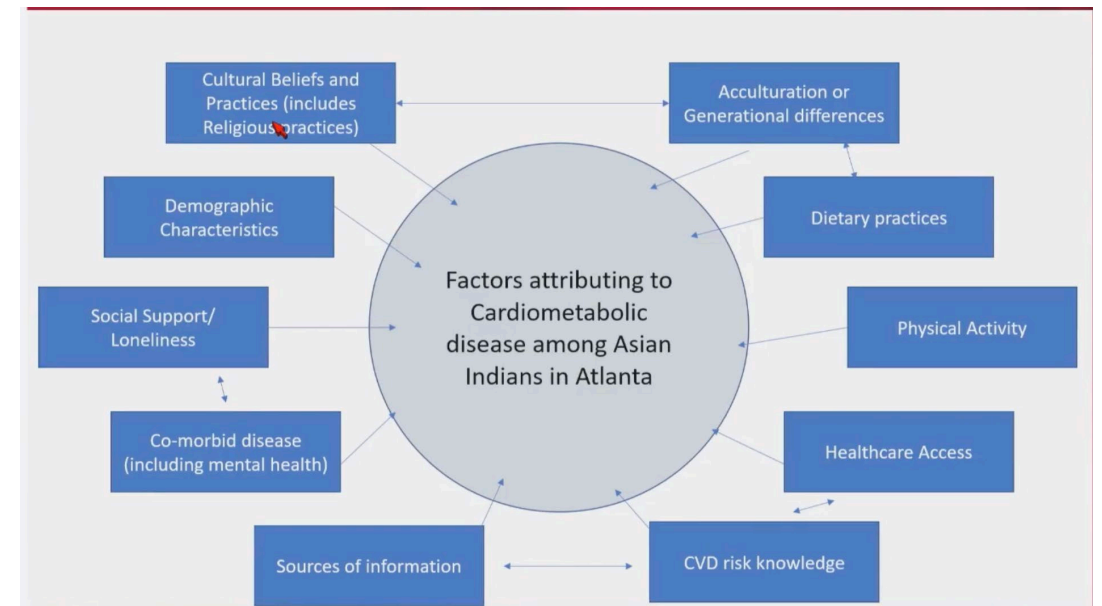 Cultural Beliefs and
Practices (includes
Religious practices)
Acculturation or
Generational differences
Demographic
Characteristics
Dietary practices
Social Support/
Loneliness
Factors attributing to
Cardiometabolic
disease among Asian
Indians in Atlanta
Physical Activity
Co-morbid disease
(including mental health)
Healthcare Access
Sources of information
CVD risk knowledge